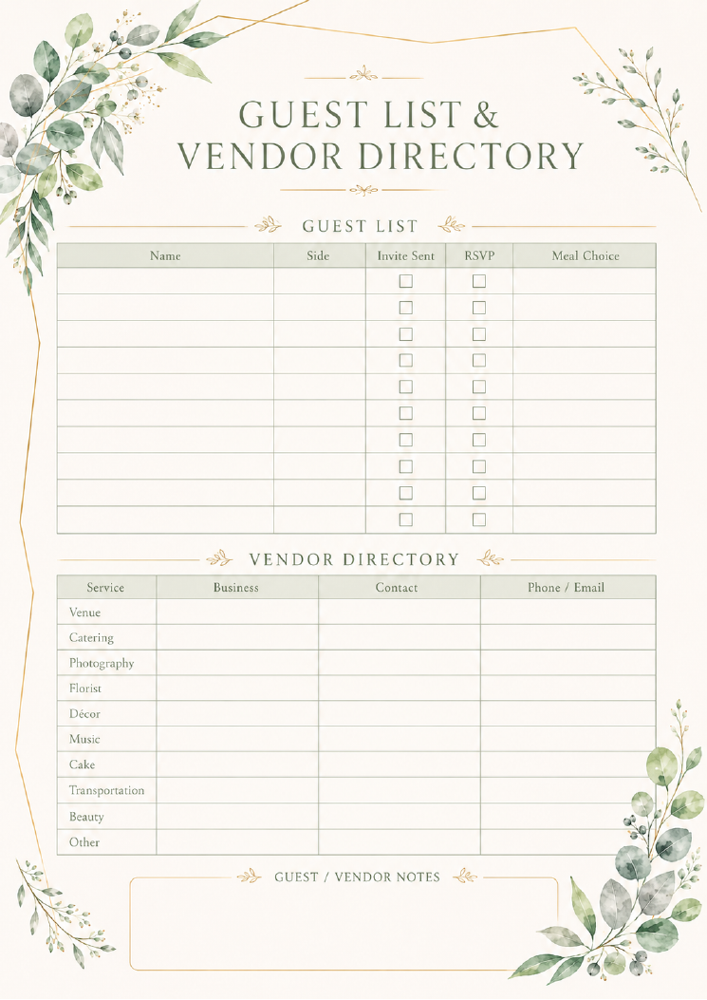 GUEST LIST &
VENDOR DIRECTORY
GUEST LIST
Name Side Invite Sent RSVP Meal Choice
VENDOR DIRECTORY
Service Business Contact Phone / Email
Venue
Catering
Photography
Florist
Décor
Music
Cake
Transportation
Beauty
Other
GUEST / VENDOR NOTES